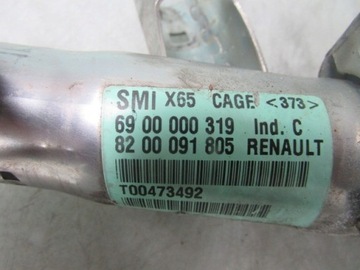 SMI X65 CAGE <373>
69 00 000 319 Ind. C
82 00 091 805 RENAULT
T00473492